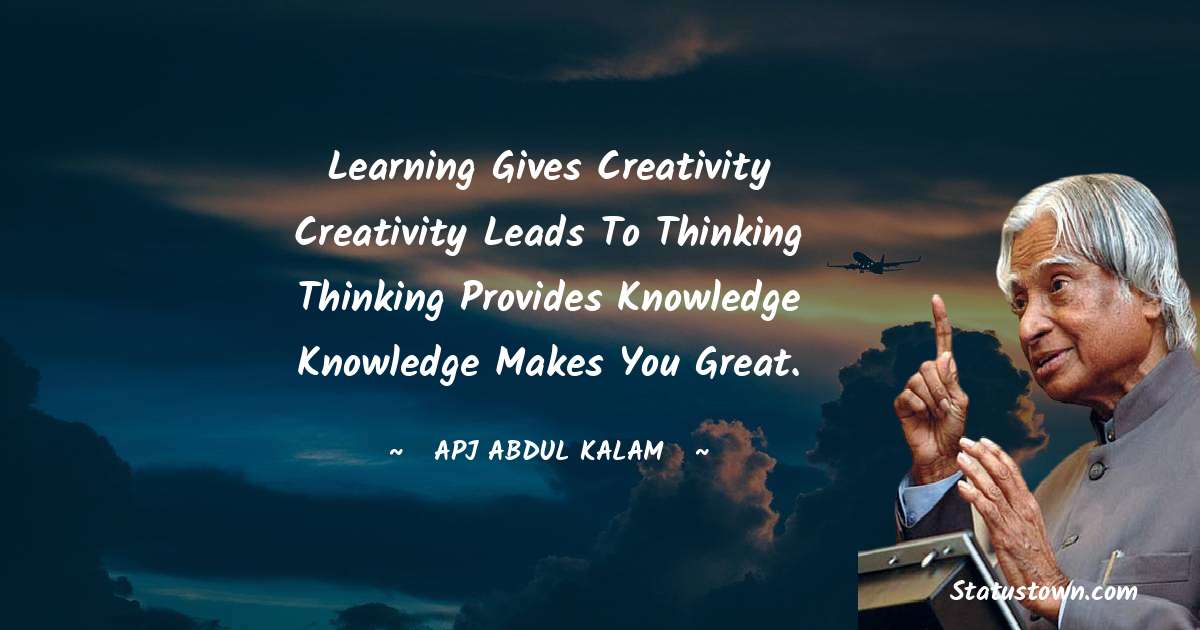 Learning Gives Creativity
Creativity Leads To Thinking
Thinking Provides Knowledge
Knowledge Makes You Great.
~ APJ ABDUL KALAM ~
Statustown.com